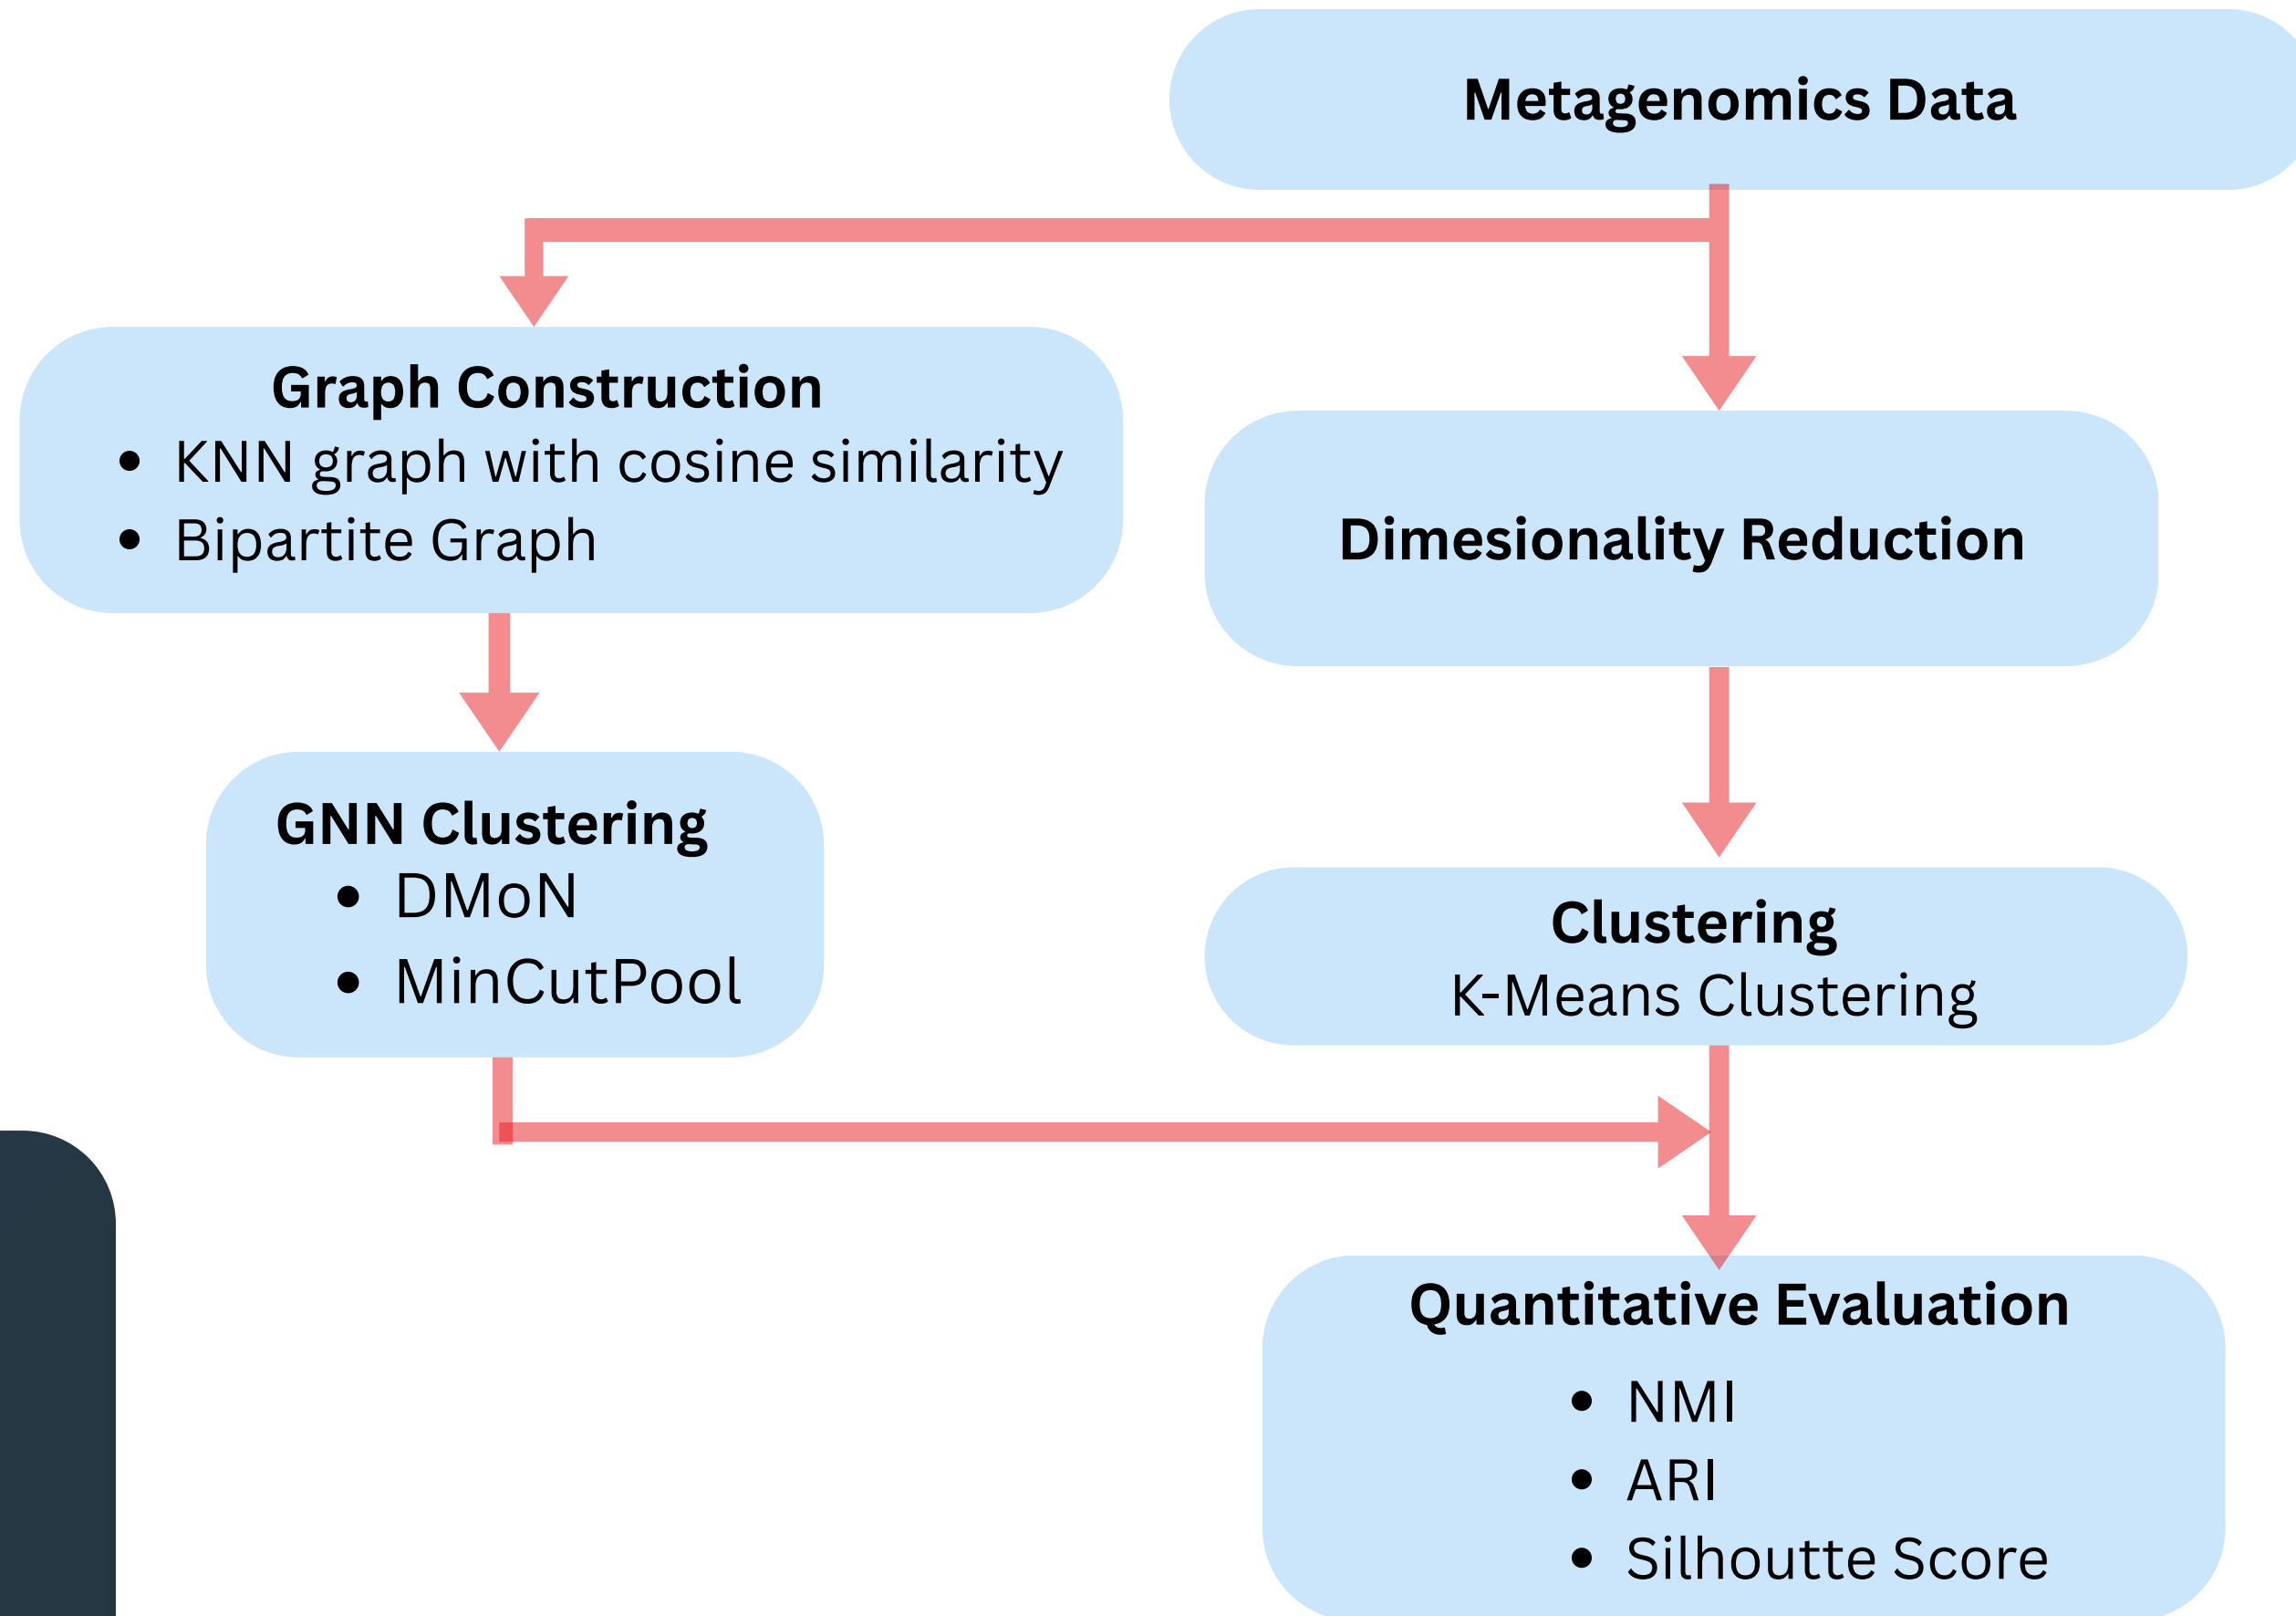 Metagenomics Data
Graph Construction
• KNN graph with cosine similarity
• Bipartite Graph
Dimesionality Reduction
GNN Clustering
• DMoN
• MinCutPool
Clustering
K-Means Clustering
Quantitative Evaluation
• NMI
• ARI
• Silhoutte Score